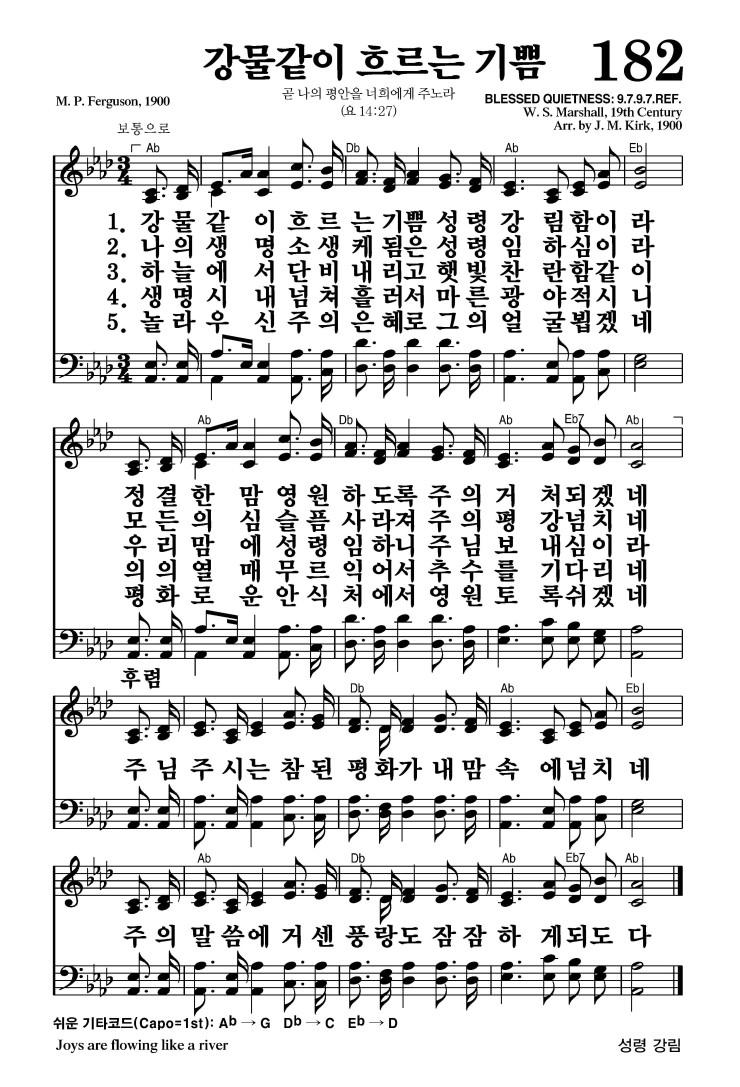 강물같이 흐르는 기쁨 182
곧 나의 평안을 너희에게 주노라
(요 14:27)
M. P. Ferguson, 1900
BLESSED QUIETNESS: 9.7.9.7.REF.
W. S. Marshall, 19th Century
Arr. by J. M. Kirk, 1900
보통으로
Ab Db Ab Eb
3 4
1. 강 물 같 이 흐 르 는 기 쁨 성 령 강 림 함 이 라
2. 나 의 생 명 소 생 케 됨 은 성 령 임 하 심 이 라
3. 하 늘 에 서 단 비 내 리 고 햇 빛 찬 란 함 같 이
4. 생 명 시 내 넘 쳐 흘 러 서 마 른 광 야 적 시 니
5. 놀 라 우 신 주 의 은 혜 로 그 의 얼 굴 뵙 겠 네
3 4
Ab Db Ab Eb7 Ab
정 결 한 맘 영 원 하 도 록 주 의 거 처 되 겠 네
모 든 의 심 슬 픔 사 라 져 주 의 평 강 넘 치 네
우 리 맘 에 성 령 임 하 니 주 님 보 내 심 이 라
의 의 열 매 무 르 익 어 서 추 수 를 기 다 리 네
평 화 로 운 안 식 처 에 서 영 원 토 록 쉬 겠 네
후렴
Ab Db Ab Eb
주 님 주 시 는 참 된 평 화 가 내 맘 속 에 넘 치 네
Ab Db Ab Eb7 Ab
주 의 말 씀 에 거 센 풍 랑 도 잠 잠 하 게 되 도 다
쉬운 기타코드(Capo=1st): Ab → G Db → C Eb → D
Joys are flowing like a river
성령 강림